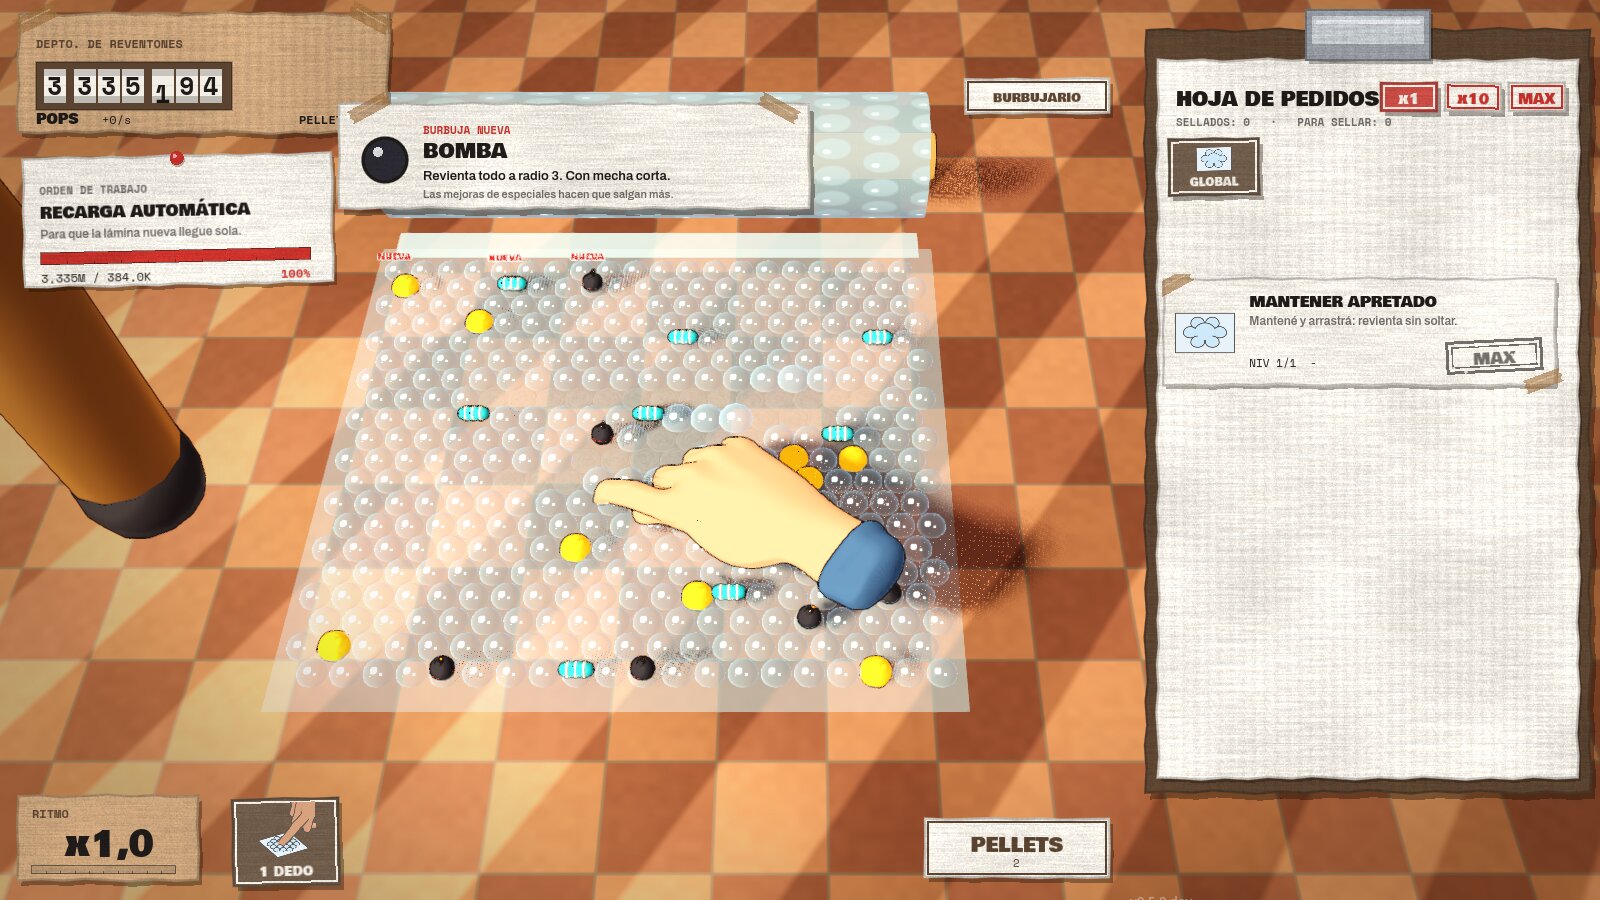 DEPTO. DE REVENTONES
3 335 194
POPS +0/s
ORDEN DE TRABAJO
RECARGA AUTOMÁTICA
Para que la lámina nueva llegue sola.
3.335M / 384.0K 100%
BURBUJA NUEVA
BOMBA
Revienta todo a radio 3. Con mecha corta.
Las mejoras de especiales hacen que salgan más.
BURBUJARIO
NUEVA NUEVA NUEVA
HOJA DE PEDIDOS x1 x10 MAX
SELLADOS: 0 · PARA SELLAR: 0
GLOBAL
MANTENER APRETADO
Mantené y arrastrá: revienta sin soltar.
NIV 1/1 -
MAX
RITMO
x1,0
1 DEDO
PELLETS
2